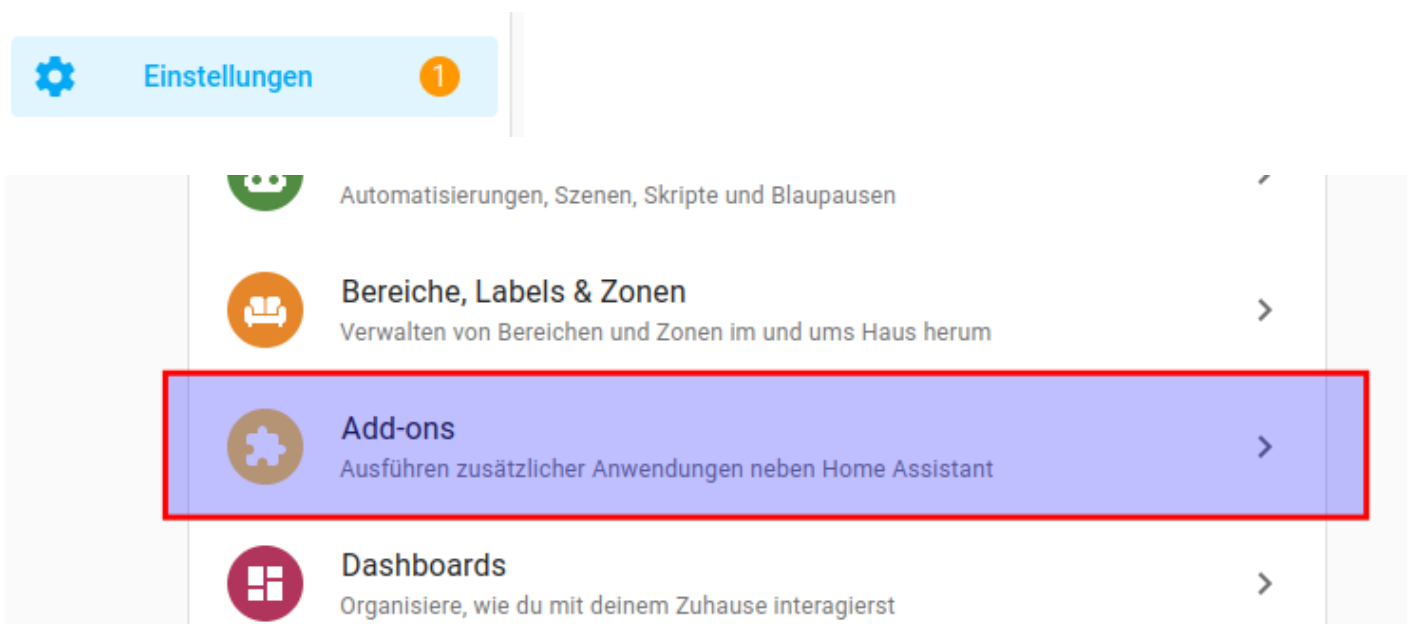 Einstellungen 1
Automatisierungen, Szenen, Skripte und Blaupausen
Bereiche, Labels & Zonen
Verwalten von Bereichen und Zonen im und ums Haus herum
Add-ons
Ausführen zusätzlicher Anwendungen neben Home Assistant
Dashboards
Organisiere, wie du mit deinem Zuhause interagierst